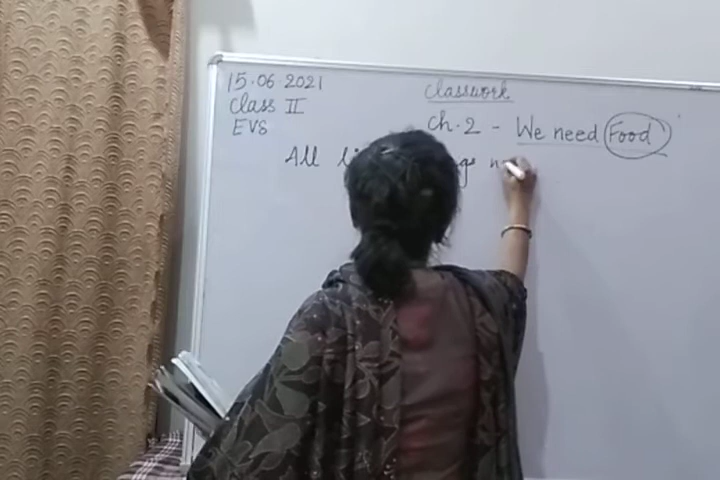 15.06.2021
Classwork
Class II
EVS
Ch.2 - We need Food
All